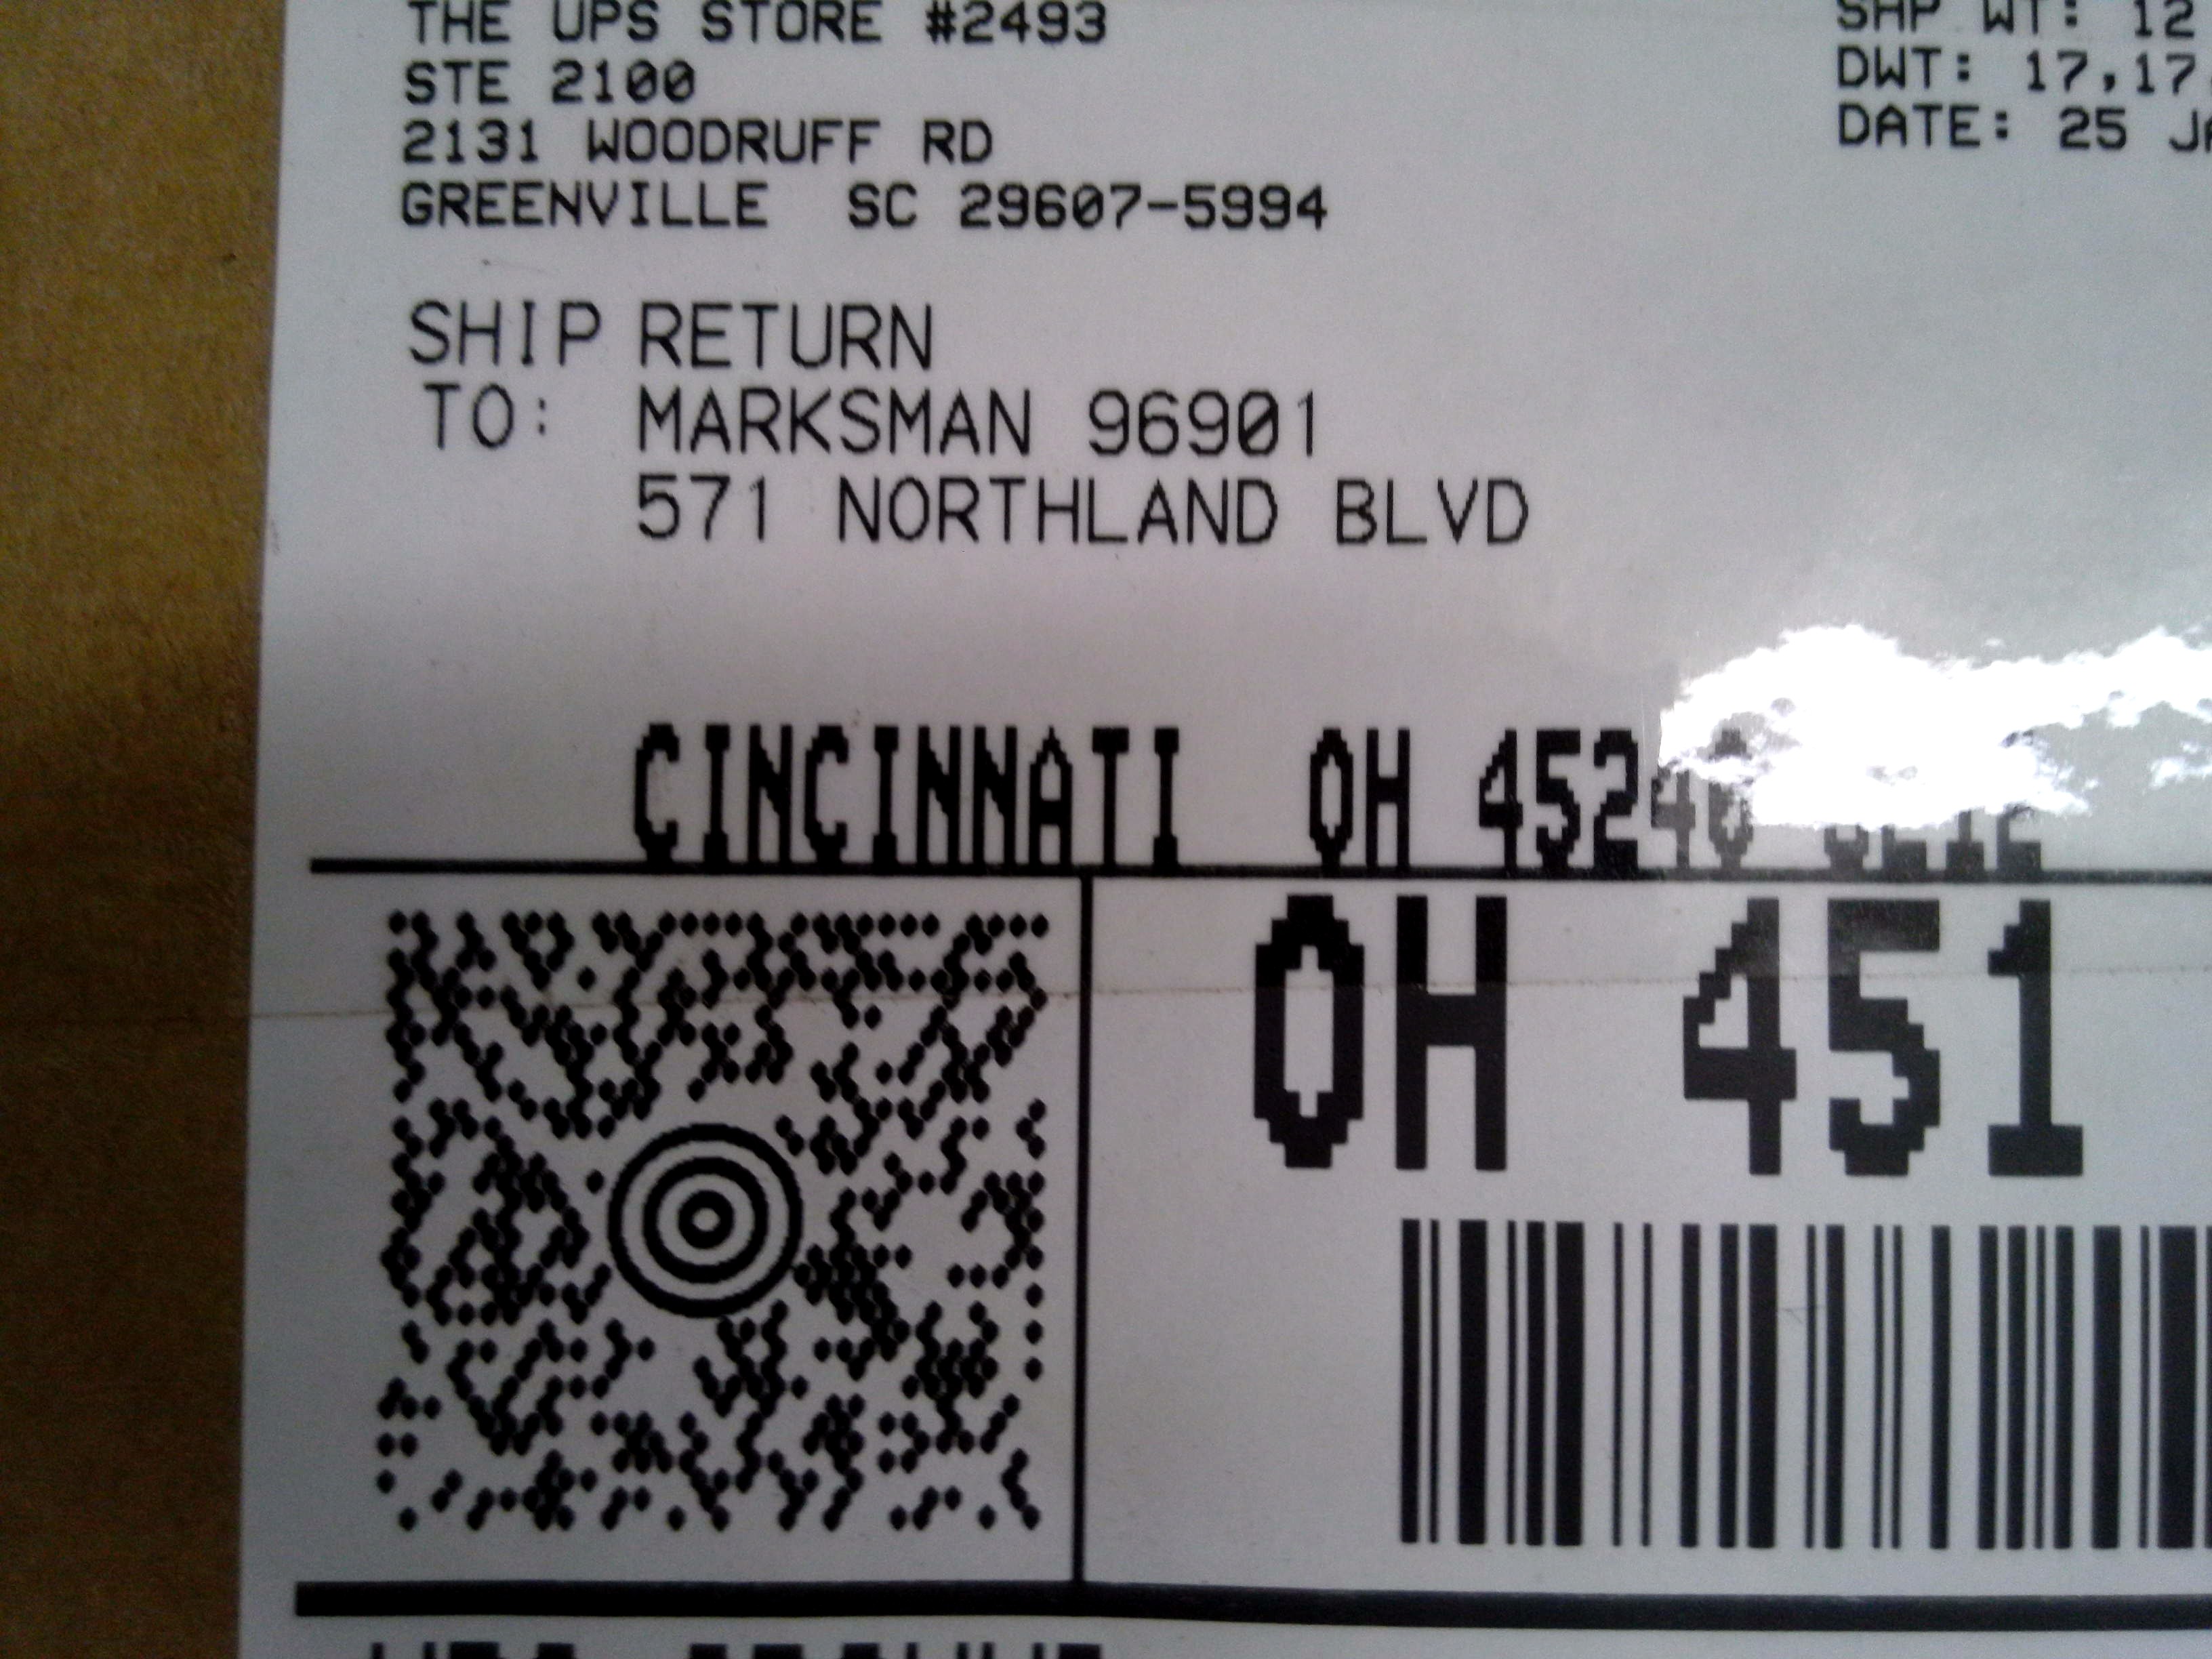 THE UPS STORE #2493
STE 2100
2131 WOODRUFF RD
GREENVILLE SC 29607-5994
SHP WT: 12
DWT: 17,17
DATE: 25
SHIP RETURN
TO: MARKSMAN 96901
571 NORTHLAND BLVD
CINCINNATI OH 45240
OH 451